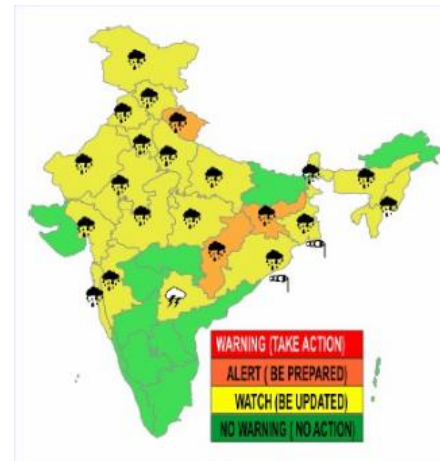 WARNING (TAKE ACTION)
ALERT ( BE PREPARED)
WATCH (BE UPDATED)
NO WARNING ( NO ACTION)